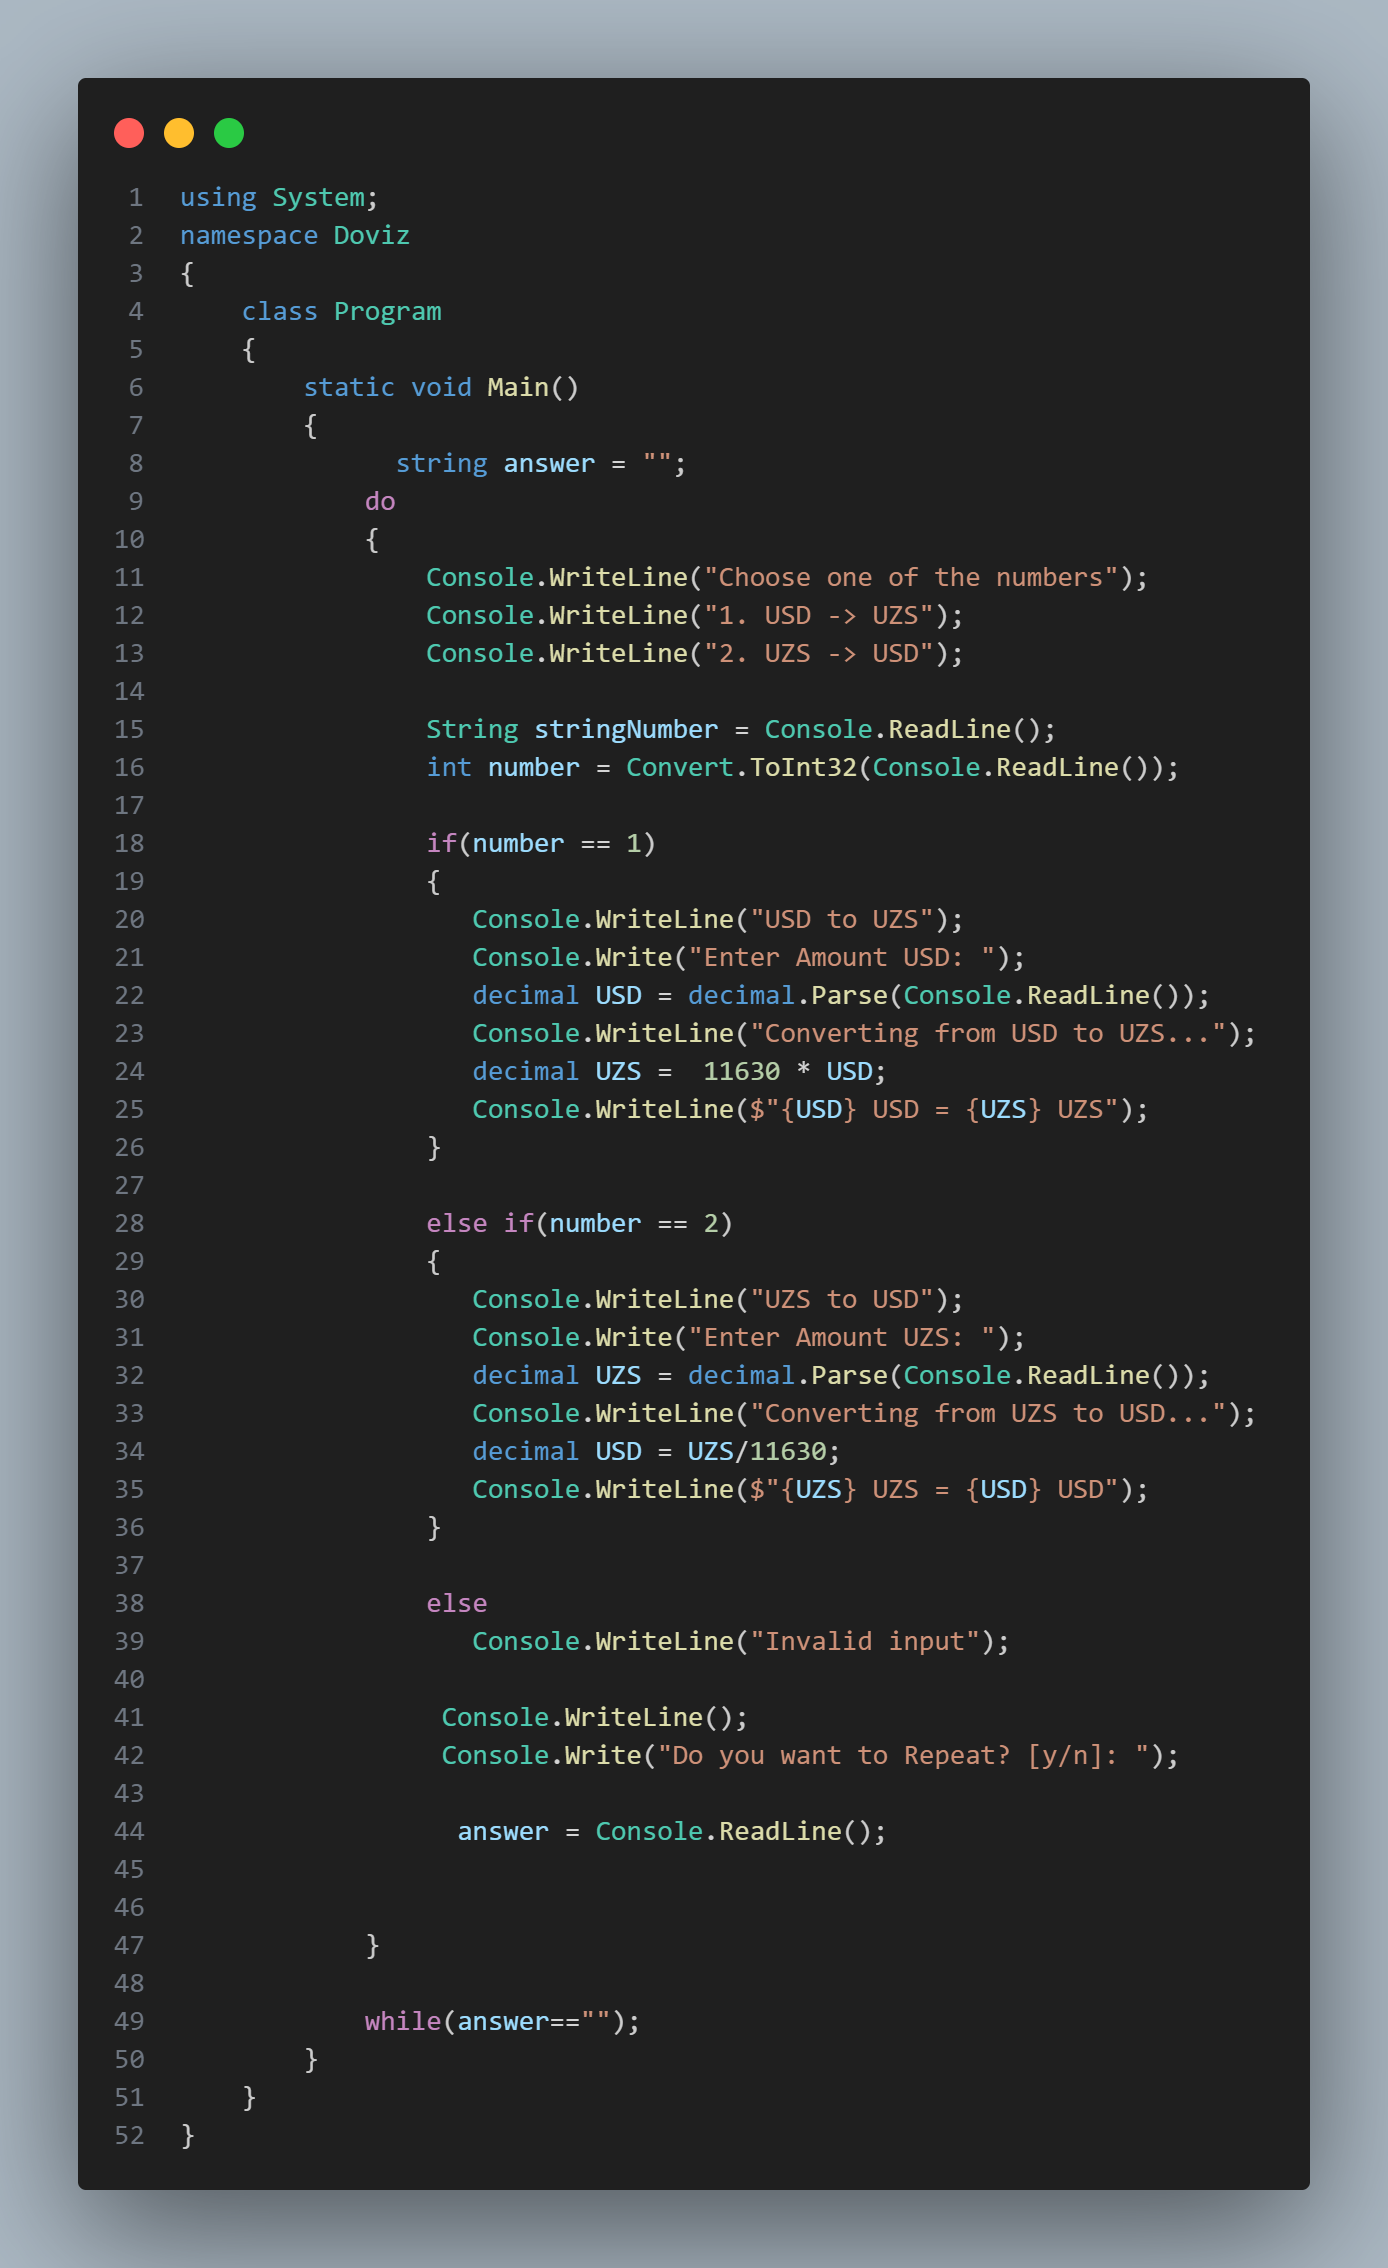 1 using System;
2 namespace Doviz
3 {
4     class Program
5     {
6         static void Main()
7         {
8               string answer = "";
9             do
10             {
11                 Console.WriteLine("Choose one of the numbers");
12                 Console.WriteLine("1. USD -> UZS");
13                 Console.WriteLine("2. UZS -> USD");
14
15                 String stringNumber = Console.ReadLine();
16                 int number = Convert.ToInt32(Console.ReadLine());
17
18                 if(number == 1)
19                 {
20                    Console.WriteLine("USD to UZS");
21                    Console.Write("Enter Amount USD: ");
22                    decimal USD = decimal.Parse(Console.ReadLine());
23                    Console.WriteLine("Converting from USD to UZS...");
24                    decimal UZS =  11630 * USD;
25                    Console.WriteLine($"{USD} USD = {UZS} UZS");
26                 }
27
28                 else if(number == 2)
29                 {
30                    Console.WriteLine("UZS to USD");
31                    Console.Write("Enter Amount UZS: ");
32                    decimal UZS = decimal.Parse(Console.ReadLine());
33                    Console.WriteLine("Converting from UZS to USD...");
34                    decimal USD = UZS/11630;
35                    Console.WriteLine($"{UZS} UZS = {USD} USD");
36                 }
37
38                 else
39                    Console.WriteLine("Invalid input");
40
41                  Console.WriteLine();
42                  Console.Write("Do you want to Repeat? [y/n]: ");
43
44                   answer = Console.ReadLine();
45
46
47             }
48
49             while(answer=="");
50         }
51     }
52 }